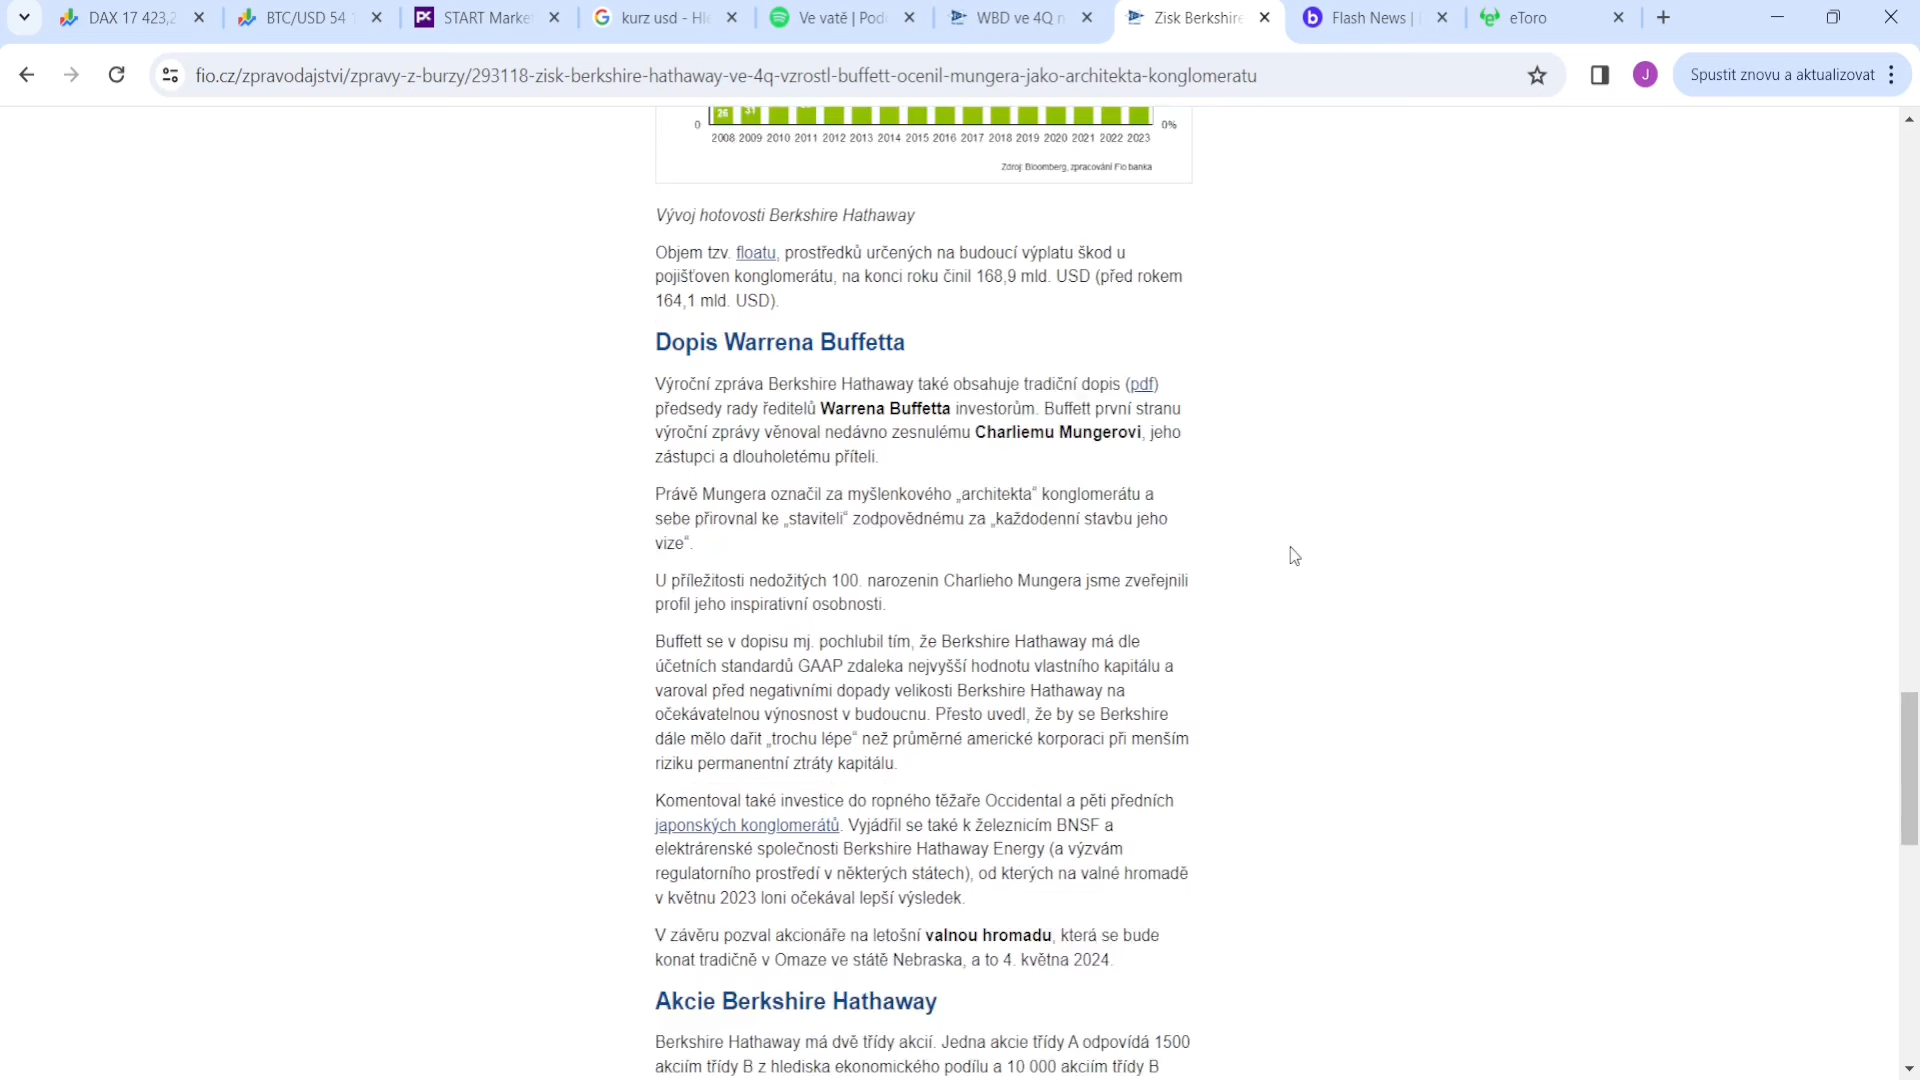 DAX 17 423,2
BTC/USD 54
START Marke
kurz usd - Hle
Ve vatě | Pod
WBD ve 4Q n
Zisk Berkshire
Flash News |
eToro
fio.cz/zpravodajstvi/zpravy-z-burzy/293118-zisk-berkshire-hathaway-ve-4q-vzrostl-buffett-ocenil-mungera-jako-architekta-konglomeratu
J
Spustit znovu a aktualizovat
26 31
0 0%
2008 2009 2010 2011 2012 2013 2014 2015 2016 2017 2018 2019 2020 2021 2022 2023
Zdroj: Bloomberg, zpracování Fio banka
Vývoj hotovosti Berkshire Hathaway
Objem tzv. floatu, prostředků určených na budoucí výplatu škod u
pojišťoven konglomerátu, na konci roku činil 168,9 mld. USD (před rokem
164,1 mld. USD).
Dopis Warrena Buffetta
Výroční zpráva Berkshire Hathaway také obsahuje tradiční dopis (pdf)
předsedy rady ředitelů Warrena Buffetta investorům. Buffett první stranu
výroční zprávy věnoval nedávno zesnulému Charliemu Mungerovi, jeho
zástupci a dlouholetému příteli.
Právě Mungera označil za myšlenkového „architekta“ konglomerátu a
sebe přirovnal ke „staviteli“ zodpovědnému za „každodenní stavbu jeho
vize“.
U příležitosti nedožitých 100. narozenin Charlieho Mungera jsme zveřejnili
profil jeho inspirativní osobnosti.
Buffett se v dopisu mj. pochlubil tím, že Berkshire Hathaway má dle
účetních standardů GAAP zdaleka nejvyšší hodnotu vlastního kapitálu a
varoval před negativními dopady velikosti Berkshire Hathaway na
očekávatelnou výnosnost v budoucnu. Přesto uvedl, že by se Berkshire
dále mělo dařit „trochu lépe“ než průměrné americké korporaci při menším
riziku permanentní ztráty kapitálu.
Komentoval také investice do ropného těžaře Occidental a pěti předních
japonských konglomerátů. Vyjádřil se také k železnicím BNSF a
elektrárenské společnosti Berkshire Hathaway Energy (a výzvám
regulatorního prostředí v některých státech), od kterých na valné hromadě
v květnu 2023 loni očekával lepší výsledek.
V závěru pozval akcionáře na letošní valnou hromadu, která se bude
konat tradičně v Omaze ve státě Nebraska, a to 4. května 2024.
Akcie Berkshire Hathaway
Berkshire Hathaway má dvě třídy akcií. Jedna akcie třídy A odpovídá 1500
akciím třídy B z hlediska ekonomického podílu a 10 000 akciím třídy B